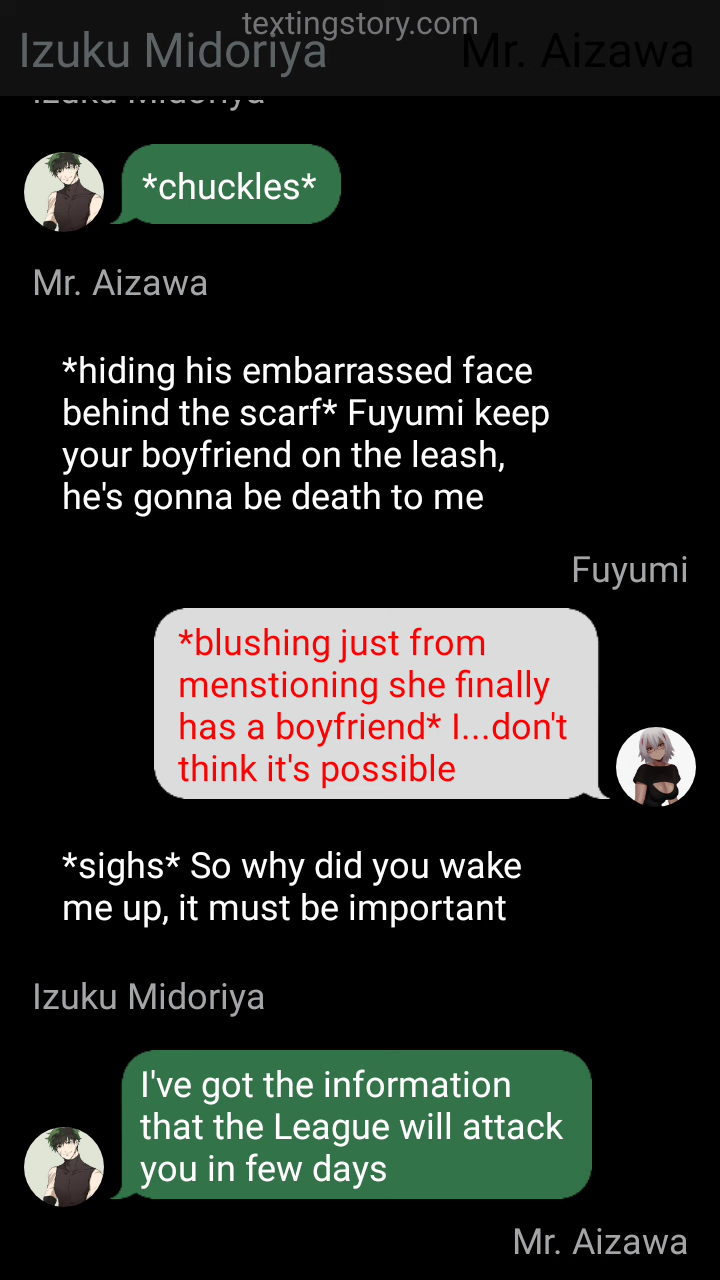 textingstory.com
Izuku Midoriya
Mr. Aizawa
Izuku Midoriya
*chuckles*
Mr. Aizawa
*hiding his embarrassed face
behind the scarf* Fuyumi keep
your boyfriend on the leash,
he's gonna be death to me
Fuyumi
*blushing just from
menstioning she finally
has a boyfriend* I...don't
think it's possible
*sighs* So why did you wake
me up, it must be important
Izuku Midoriya
I've got the information
that the League will attack
you in few days
Mr. Aizawa